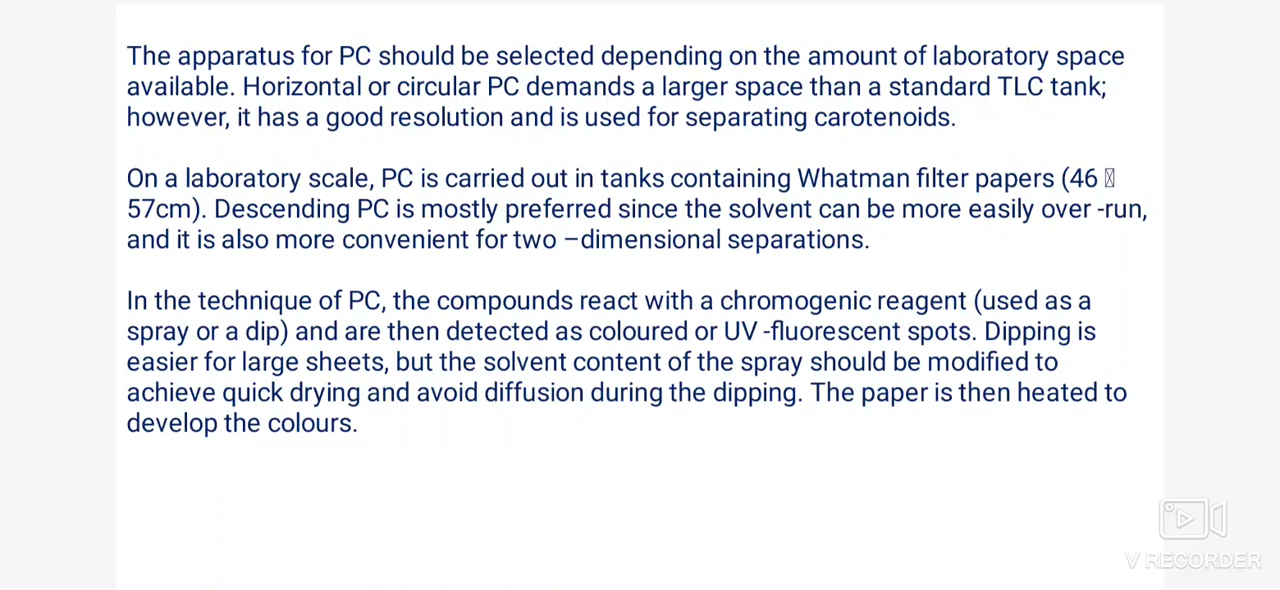 The apparatus for PC should be selected depending on the amount of laboratory space
available. Horizontal or circular PC demands a larger space than a standard TLC tank;
however, it has a good resolution and is used for separating carotenoids.
On a laboratory scale, PC is carried out in tanks containing Whatman filter papers (46
57cm). Descending PC is mostly preferred since the solvent can be more easily over -run,
and it is also more convenient for two –dimensional separations.
In the technique of PC, the compounds react with a chromogenic reagent (used as a
spray or a dip) and are then detected as coloured or UV -fluorescent spots. Dipping is
easier for large sheets, but the solvent content of the spray should be modified to
achieve quick drying and avoid diffusion during the dipping. The paper is then heated to
develop the colours.
V RECORDER